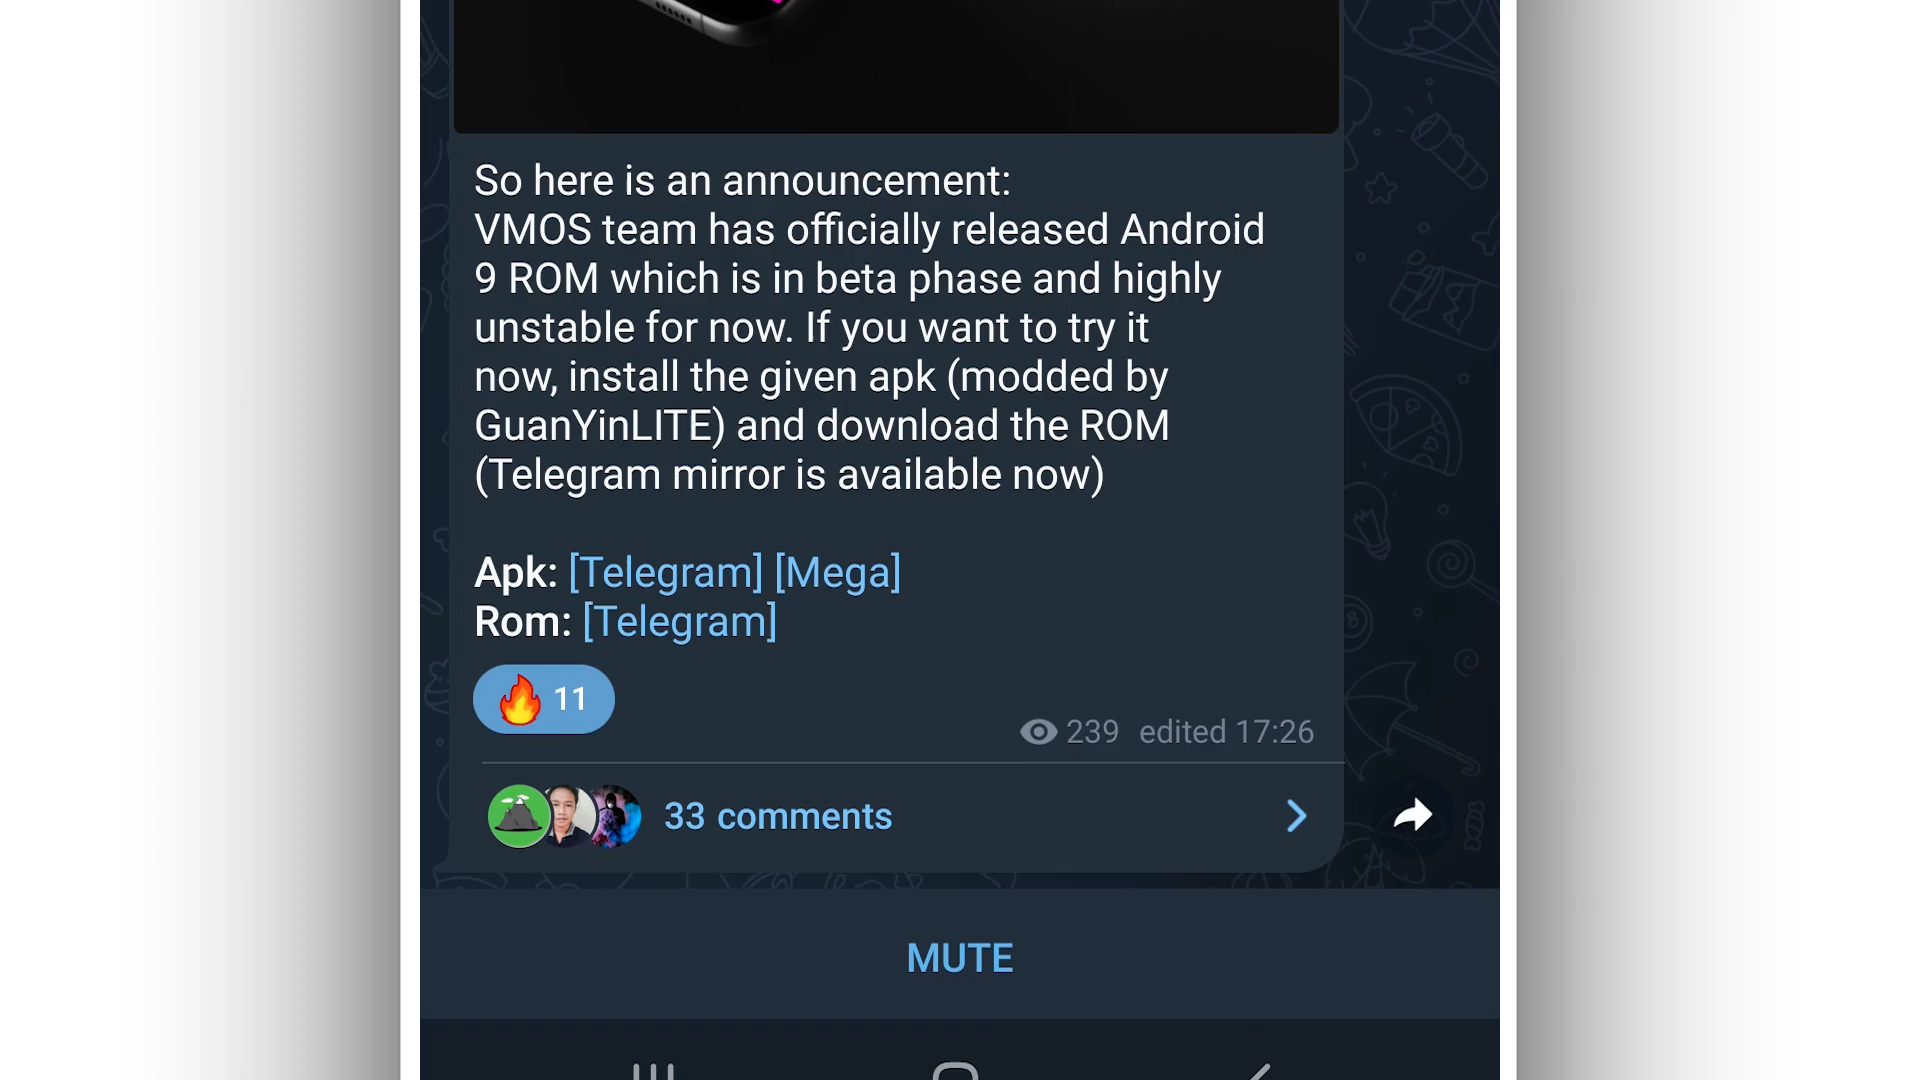 So here is an announcement:
VMOS team has officially released Android
9 ROM which is in beta phase and highly
unstable for now. If you want to try it
now, install the given apk (modded by
GuanYinLITE) and download the ROM
(Telegram mirror is available now)
Apk: [Telegram] [Mega]
Rom: [Telegram]
🔥 11
239 edited 17:26
33 comments
MUTE